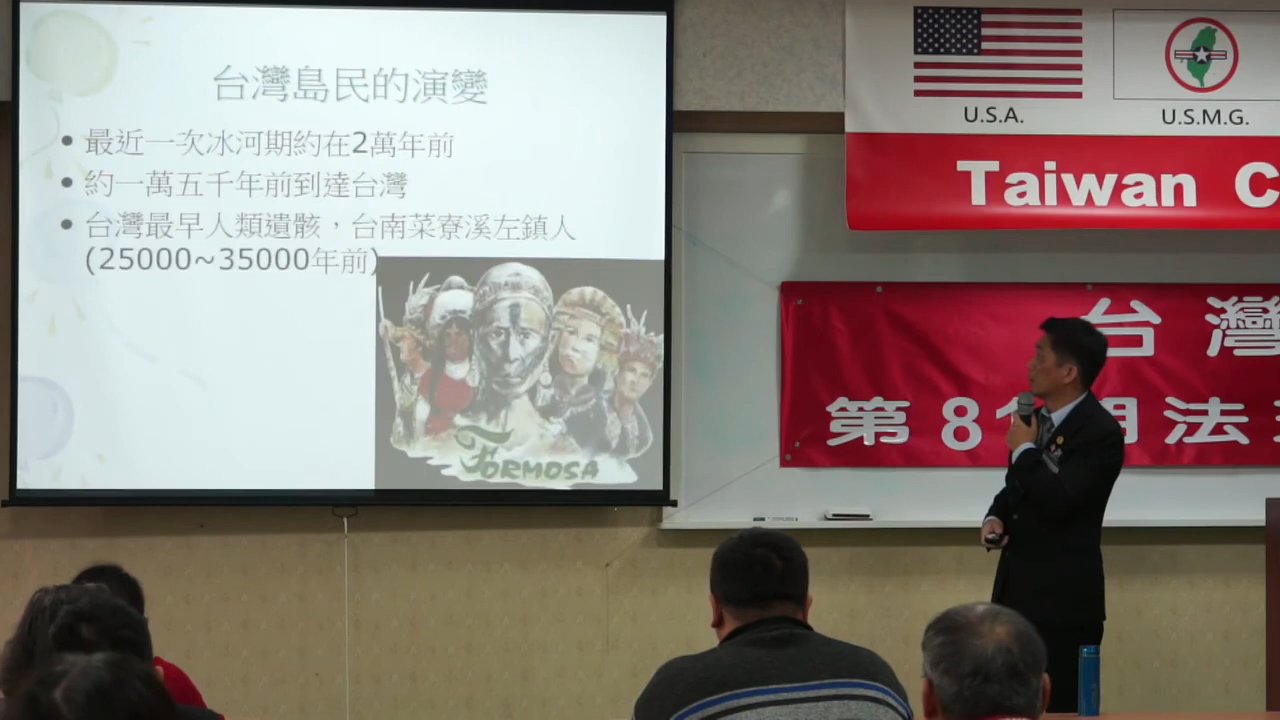 台灣島民的演變
• 最近一次冰河期約在2萬年前
• 約一萬五千年前到達台灣
• 台灣最早人類遺骸，台南菜寮溪左鎮人
(25000~35000年前)
FORMOSA
U.S.A.
U.S.M.G.
Taiwan C
台灣
第8 期法